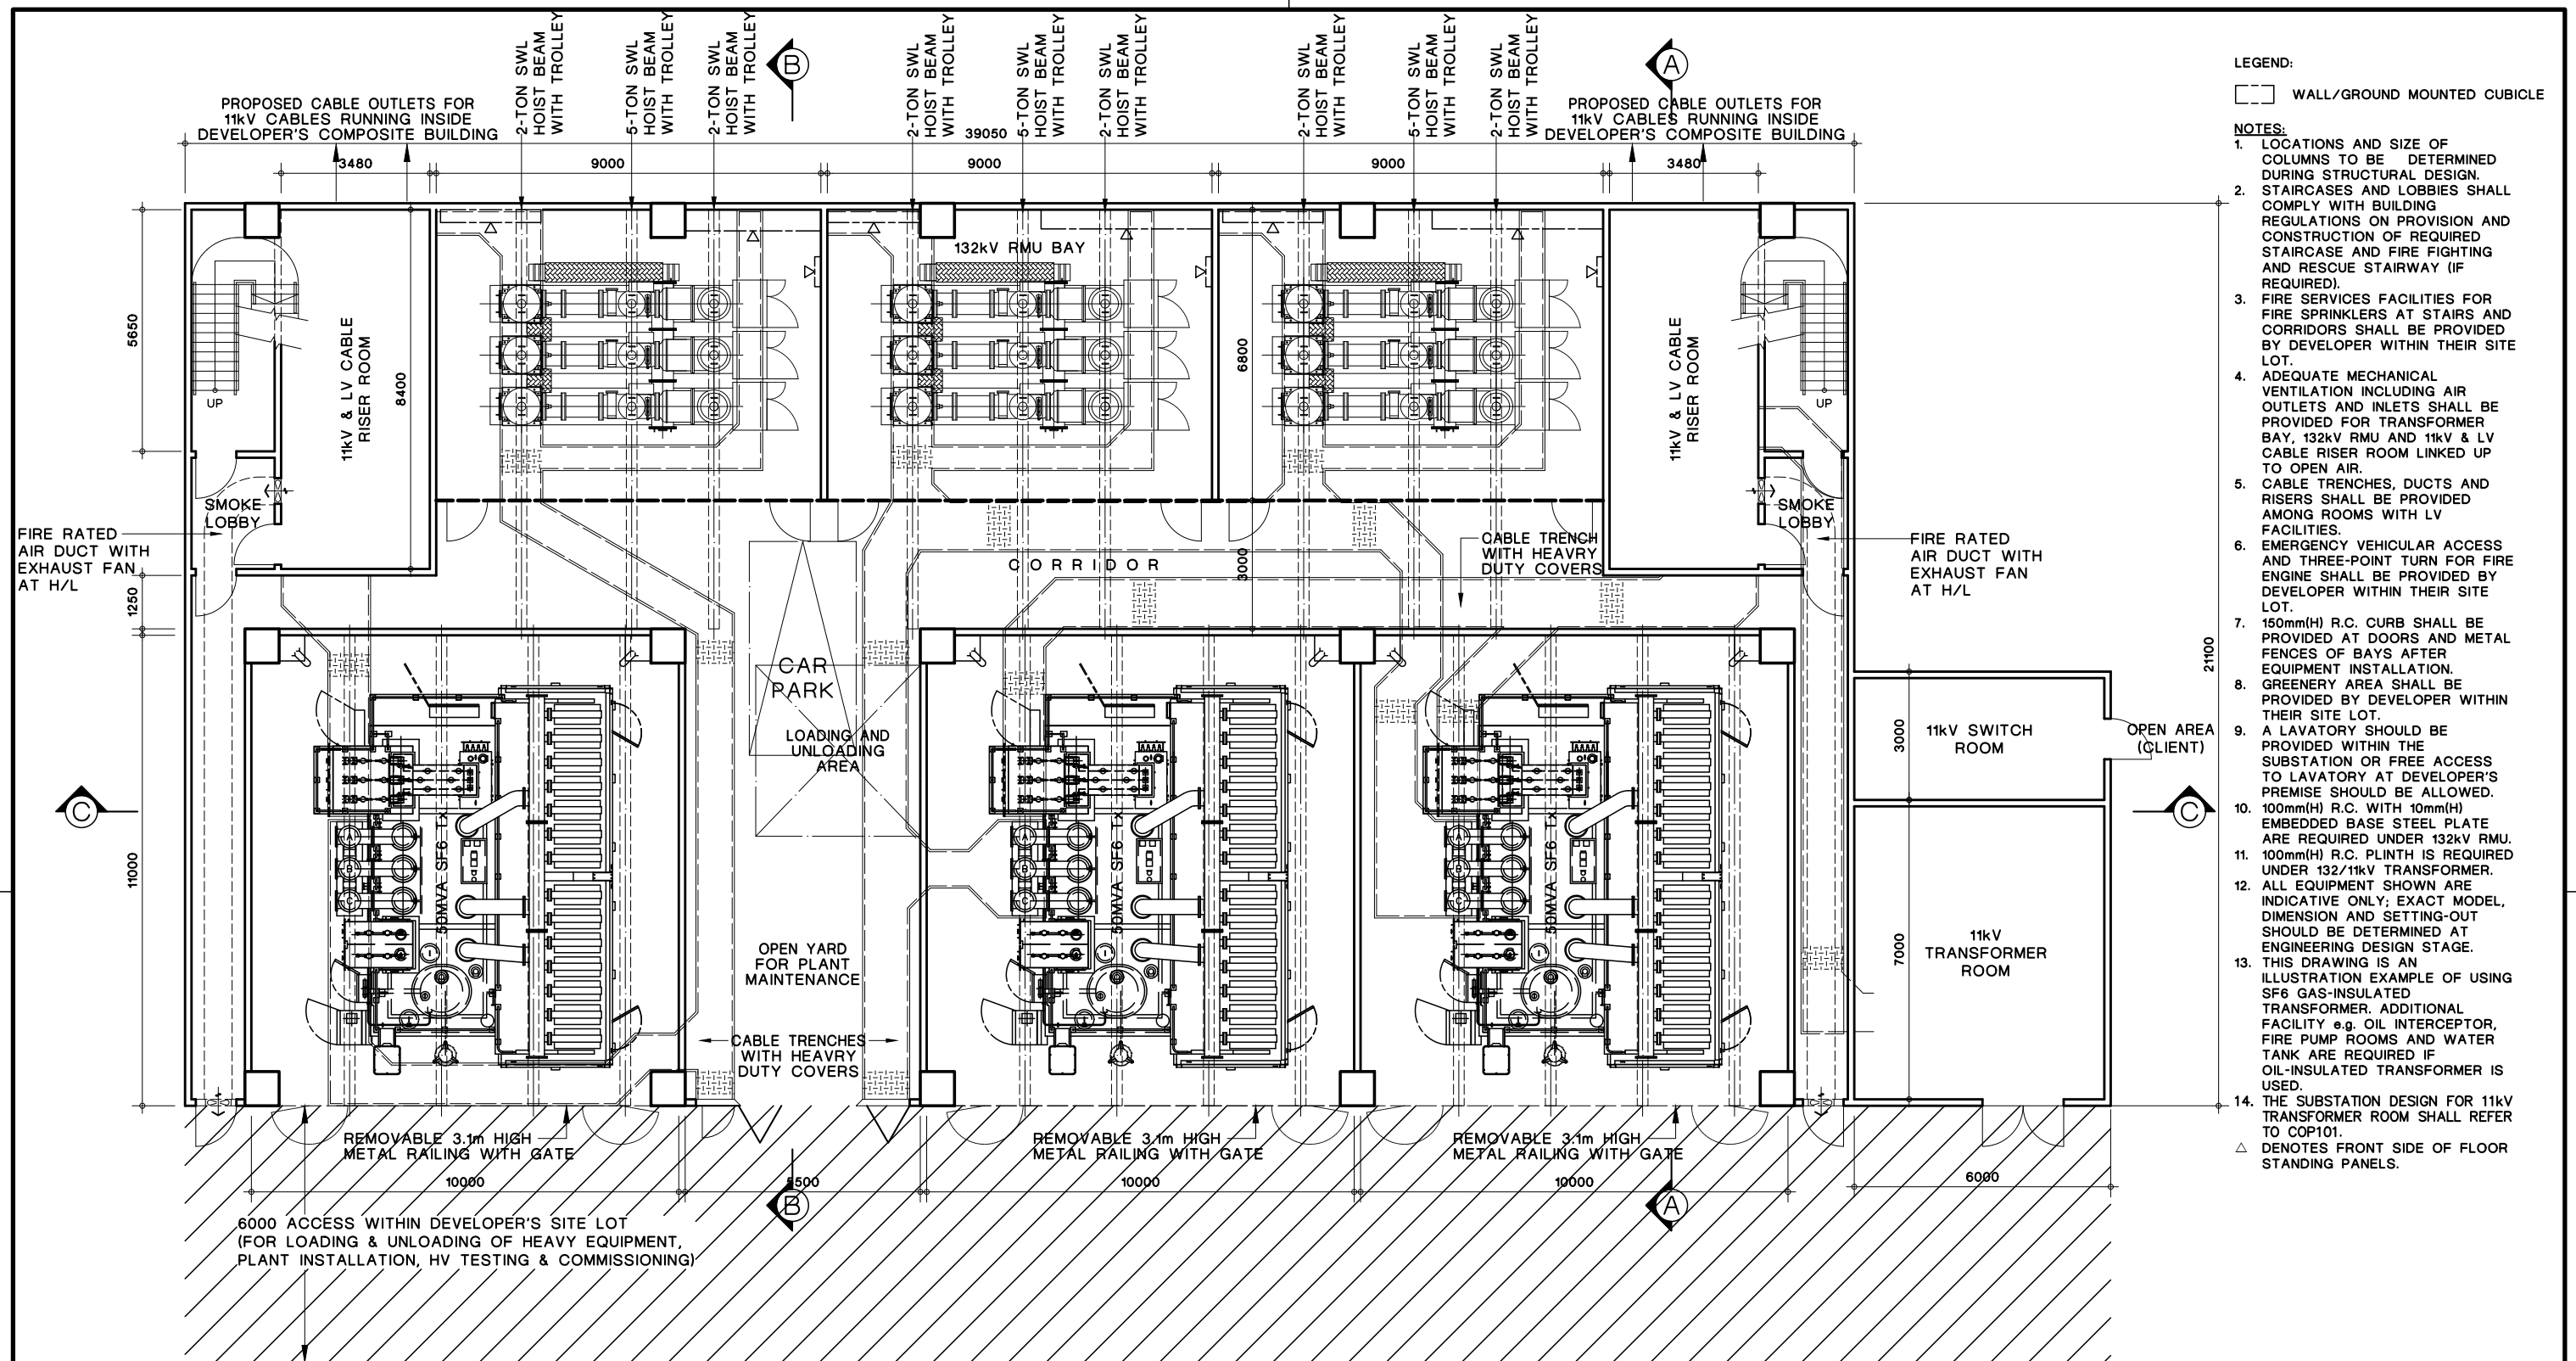 2-TON SWL
HOIST BEAM
WITH TROLLEY
5-TON SWL
HOIST BEAM
WITH TROLLEY
2-TON SWL
HOIST BEAM
WITH TROLLEY
B
2-TON SWL
HOIST BEAM
WITH TROLLEY
5-TON SWL
HOIST BEAM
WITH TROLLEY
2-TON SWL
HOIST BEAM
WITH TROLLEY
2-TON SWL
HOIST BEAM
WITH TROLLEY
5-TON SWL
HOIST BEAM
WITH TROLLEY
2-TON SWL
HOIST BEAM
WITH TROLLEY
A
PROPOSED CABLE OUTLETS FOR
11kV CABLES RUNNING INSIDE
DEVELOPER'S COMPOSITE BUILDING
PROPOSED CABLE OUTLETS FOR
11kV CABLES RUNNING INSIDE
DEVELOPER'S COMPOSITE BUILDING
39050
3480
9000
9000
9000
3480
132kV RMU BAY
5650
UP
11kV & LV CABLE
RISER ROOM
8400
6800
11kV & LV CABLE
RISER ROOM
UP
SMOKE
LOBBY
SMOKE
LOBBY
FIRE RATED
AIR DUCT WITH
EXHAUST FAN
AT H/L
FIRE RATED
AIR DUCT WITH
EXHAUST FAN
AT H/L
CABLE TRENCH
WITH HEAVRY
DUTY COVERS
CORRIDOR
3000
1250
21100
CAR
PARK
LOADING AND
UNLOADING
AREA
11kV SWITCH
ROOM
3000
OPEN AREA
(CLIENT)
C
C
11000
50MVA SF6 Tx
A
B
C
50MVA SF6 Tx
A
B
C
50MVA SF6 Tx
A
B
C
OPEN YARD
FOR PLANT
MAINTENANCE
11kV
TRANSFORMER
ROOM
7000
CABLE TRENCHES
WITH HEAVRY
DUTY COVERS
REMOVABLE 3.1m HIGH
METAL RAILING WITH GATE
REMOVABLE 3.1m HIGH
METAL RAILING WITH GATE
REMOVABLE 3.1m HIGH
METAL RAILING WITH GATE
10000
5500
10000
10000
6000
B
A
6000 ACCESS WITHIN DEVELOPER'S SITE LOT
(FOR LOADING & UNLOADING OF HEAVY EQUIPMENT,
PLANT INSTALLATION, HV TESTING & COMMISSIONING)
LEGEND:
WALL/GROUND MOUNTED CUBICLE
NOTES:
1. LOCATIONS AND SIZE OF
COLUMNS TO BE DETERMINED
DURING STRUCTURAL DESIGN.
2. STAIRCASES AND LOBBIES SHALL
COMPLY WITH BUILDING
REGULATIONS ON PROVISION AND
CONSTRUCTION OF REQUIRED
STAIRCASE AND FIRE FIGHTING
AND RESCUE STAIRWAY (IF
REQUIRED).
3. FIRE SERVICES FACILITIES FOR
FIRE SPRINKLERS AT STAIRS AND
CORRIDORS SHALL BE PROVIDED
BY DEVELOPER WITHIN THEIR SITE
LOT.
4. ADEQUATE MECHANICAL
VENTILATION INCLUDING AIR
OUTLETS AND INLETS SHALL BE
PROVIDED FOR TRANSFORMER
BAY, 132kV RMU AND 11kV & LV
CABLE RISER ROOM LINKED UP
TO OPEN AIR.
5. CABLE TRENCHES, DUCTS AND
RISERS SHALL BE PROVIDED
AMONG ROOMS WITH LV
FACILITIES.
6. EMERGENCY VEHICULAR ACCESS
AND THREE-POINT TURN FOR FIRE
ENGINE SHALL BE PROVIDED BY
DEVELOPER WITHIN THEIR SITE
LOT.
7. 150mm(H) R.C. CURB SHALL BE
PROVIDED AT DOORS AND METAL
FENCES OF BAYS AFTER
EQUIPMENT INSTALLATION.
8. GREENERY AREA SHALL BE
PROVIDED BY DEVELOPER WITHIN
THEIR SITE LOT.
9. A LAVATORY SHOULD BE
PROVIDED WITHIN THE
SUBSTATION OR FREE ACCESS
TO LAVATORY AT DEVELOPER'S
PREMISE SHOULD BE ALLOWED.
10. 100mm(H) R.C. WITH 10mm(H)
EMBEDDED BASE STEEL PLATE
ARE REQUIRED UNDER 132kV RMU.
11. 100mm(H) R.C. PLINTH IS REQUIRED
UNDER 132/11kV TRANSFORMER.
12. ALL EQUIPMENT SHOWN ARE
INDICATIVE ONLY; EXACT MODEL,
DIMENSION AND SETTING-OUT
SHOULD BE DETERMINED AT
ENGINEERING DESIGN STAGE.
13. THIS DRAWING IS AN
ILLUSTRATION EXAMPLE OF USING
SF6 GAS-INSULATED
TRANSFORMER. ADDITIONAL
FACILITY e.g. OIL INTERCEPTOR,
FIRE PUMP ROOMS AND WATER
TANK ARE REQUIRED IF
OIL-INSULATED TRANSFORMER IS
USED.
14. THE SUBSTATION DESIGN FOR 11kV
TRANSFORMER ROOM SHALL REFER
TO COP101.
△ DENOTES FRONT SIDE OF FLOOR
STANDING PANELS.